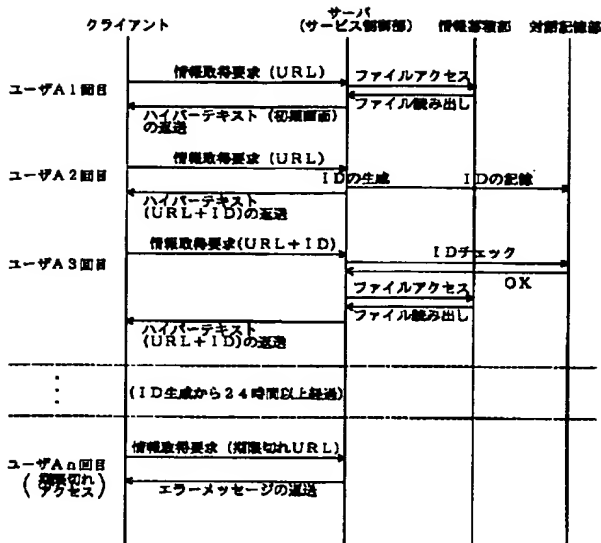 クライアント
サーバ
(サービス制御部)
情報蓄積部
対話記憶部
ユーザA1回目
情報取得要求(URL)
ファイルアクセス
ファイル読み出し
ハイパーテキスト(初期画面)
の返送
ユーザA2回目
情報取得要求(URL)
IDの生成
IDの記憶
ハイパーテキスト
(URL+ID)の返送
ユーザA3回目
情報取得要求(URL+ID)
IDチェック
OK
ファイルアクセス
ファイル読み出し
ハイパーテキスト
(URL+ID)の返送
(ID生成から24時間以上経過)
ユーザAn回目
(期限切れ
アクセス)
情報取得要求(期限切れURL)
エラーメッセージの返送